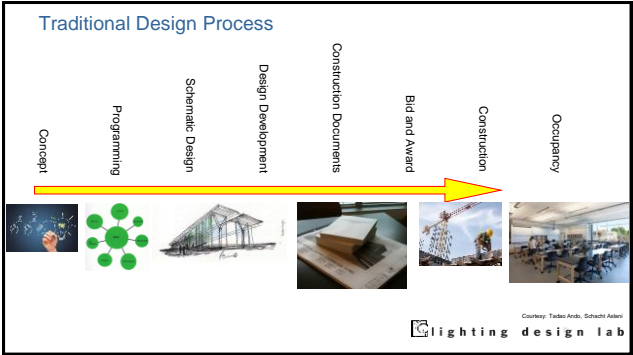 Traditional Design Process
Concept
Programming
Schematic Design
Design Development
Construction Documents
Bid and Award
Construction
Occupancy
Courtesy: Tadao Ando, Schacht Aslani
lighting design lab